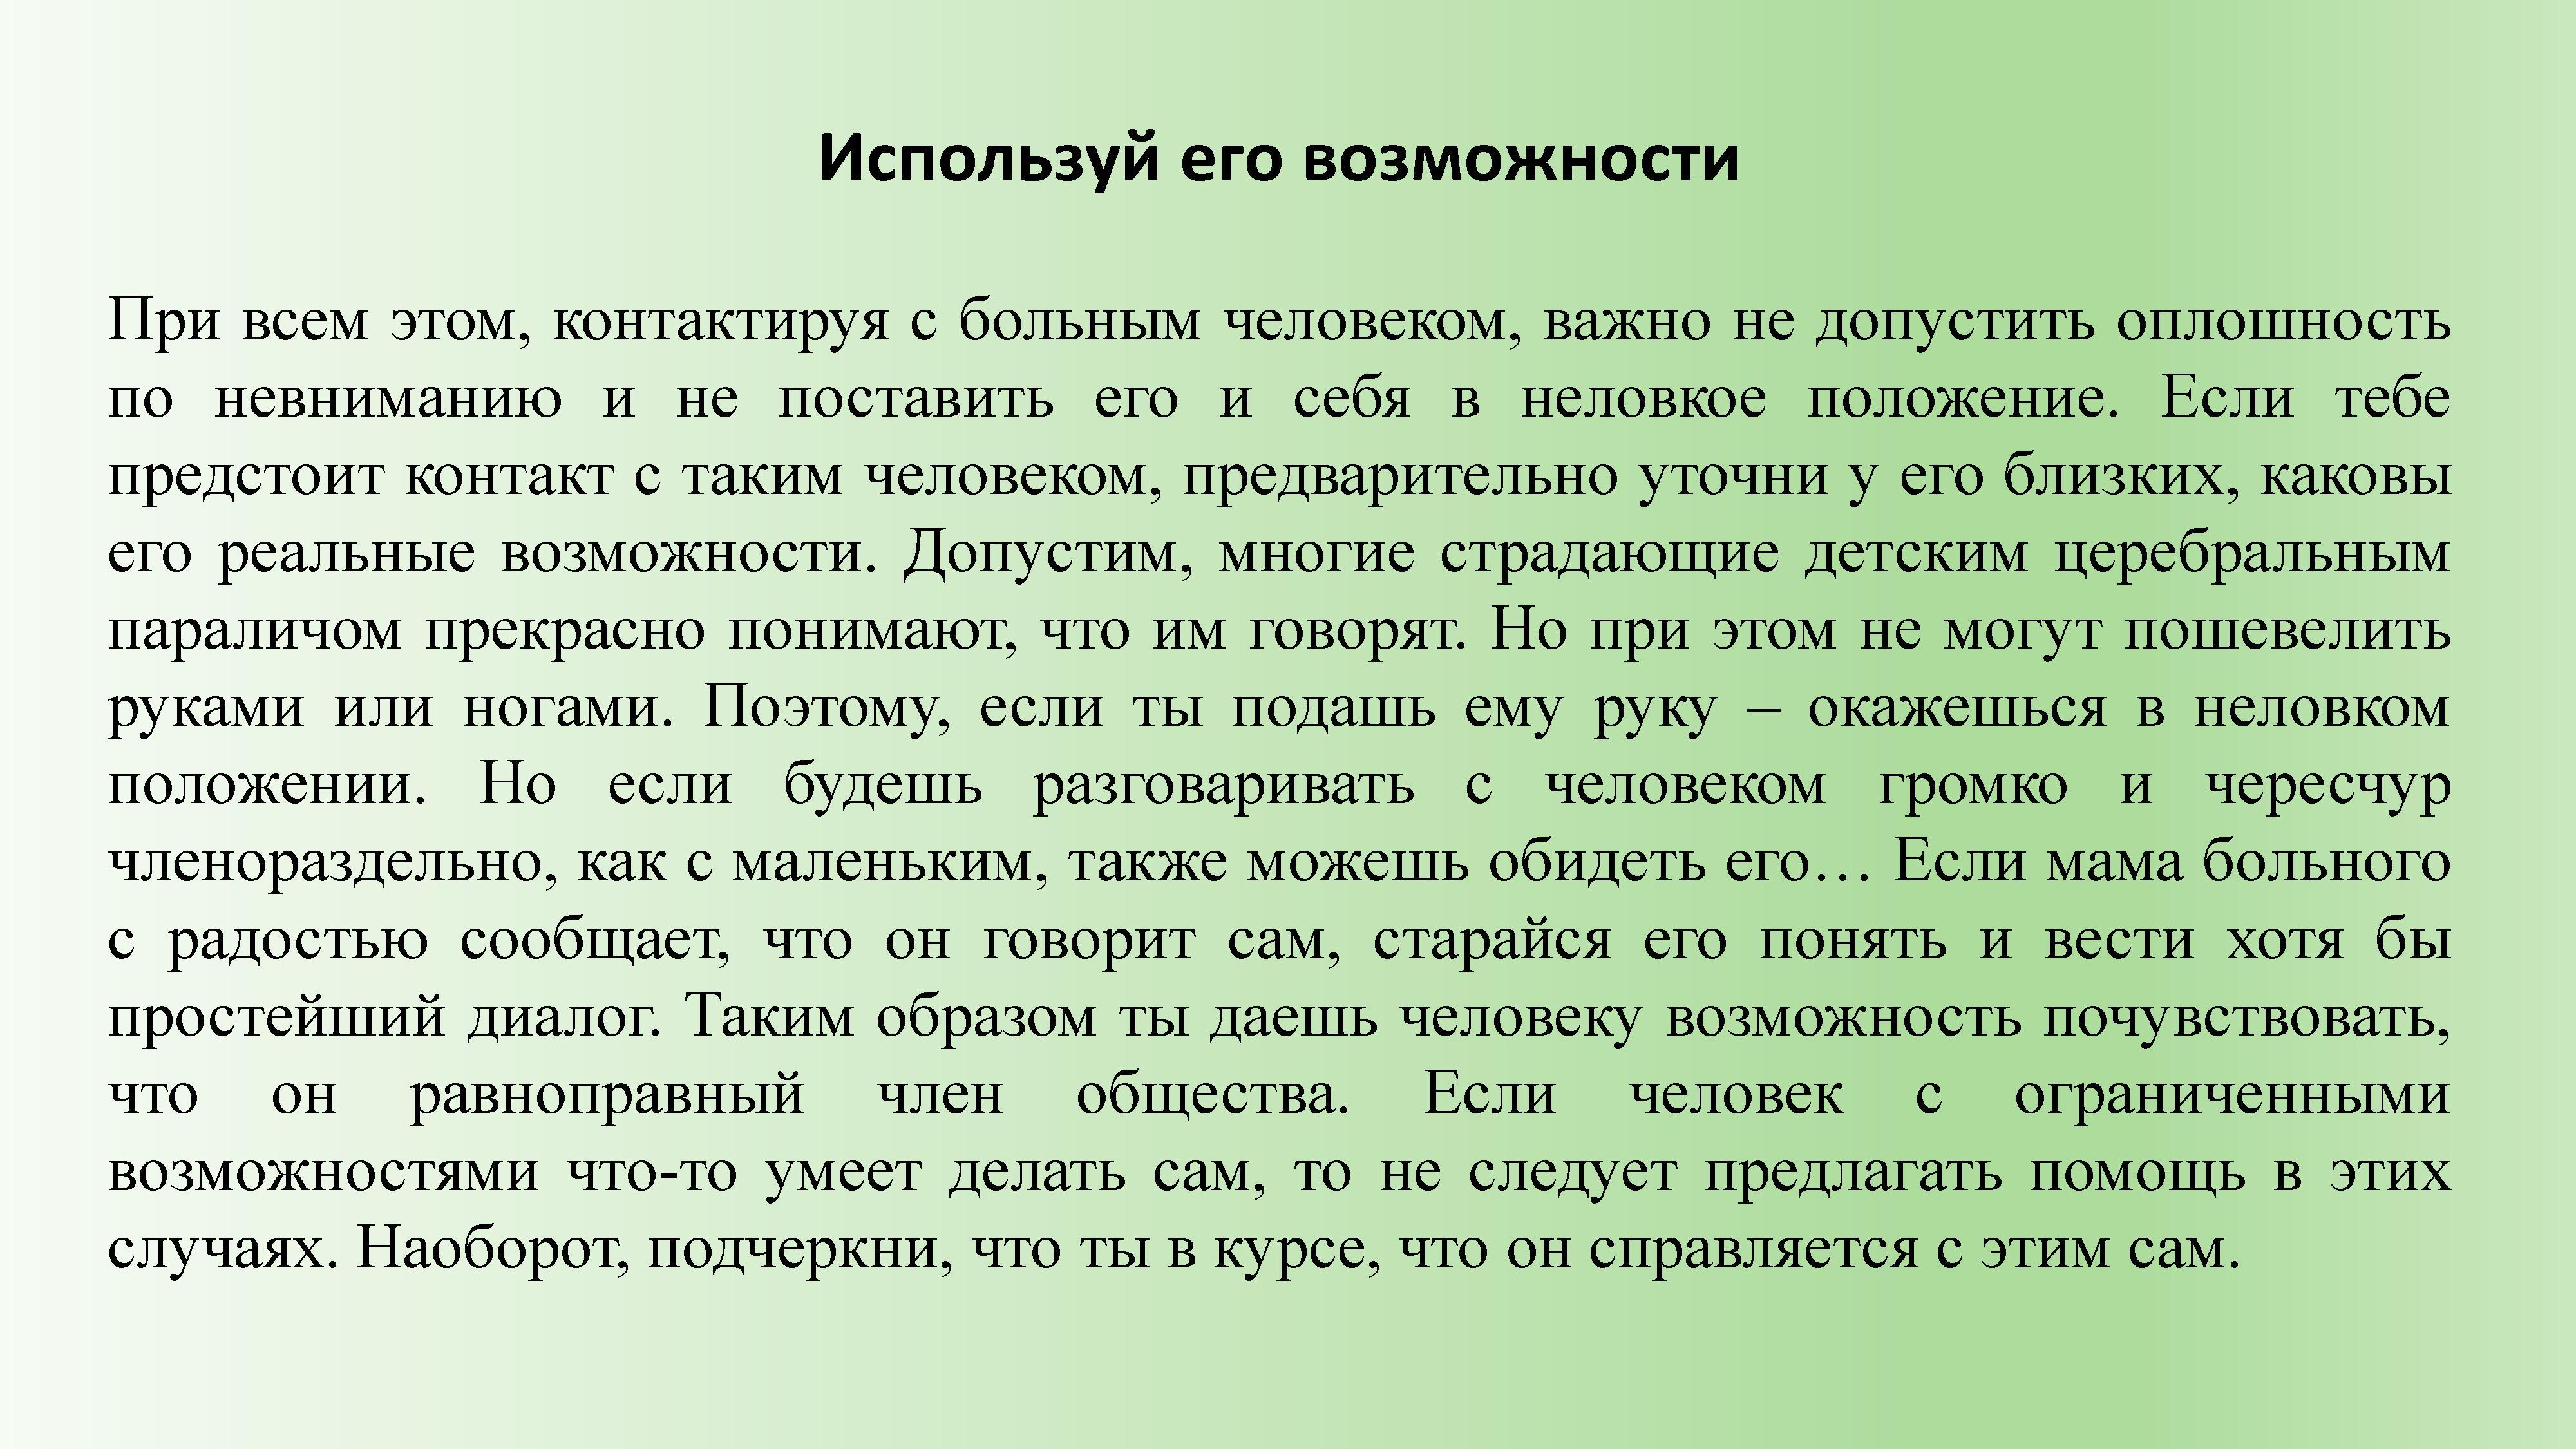 Используй его возможности
При всем этом, контактируя с больным человеком, важно не допустить оплошность
по невниманию и не поставить его и себя в неловкое положение. Если тебе
предстоит контакт с таким человеком, предварительно уточни у его близких, каковы
его реальные возможности. Допустим, многие страдающие детским церебральным
параличом прекрасно понимают, что им говорят. Но при этом не могут пошевелить
руками или ногами. Поэтому, если ты подашь ему руку – окажешься в неловком
положении. Но если будешь разговаривать с человеком громко и чересчур
членораздельно, как с маленьким, также можешь обидеть его… Если мама больного
с радостью сообщает, что он говорит сам, старайся его понять и вести хотя бы
простейший диалог. Таким образом ты даешь человеку возможность почувствовать,
что он равноправный член общества. Если человек с ограниченными
возможностями что-то умеет делать сам, то не следует предлагать помощь в этих
случаях. Наоборот, подчеркни, что ты в курсе, что он справляется с этим сам.